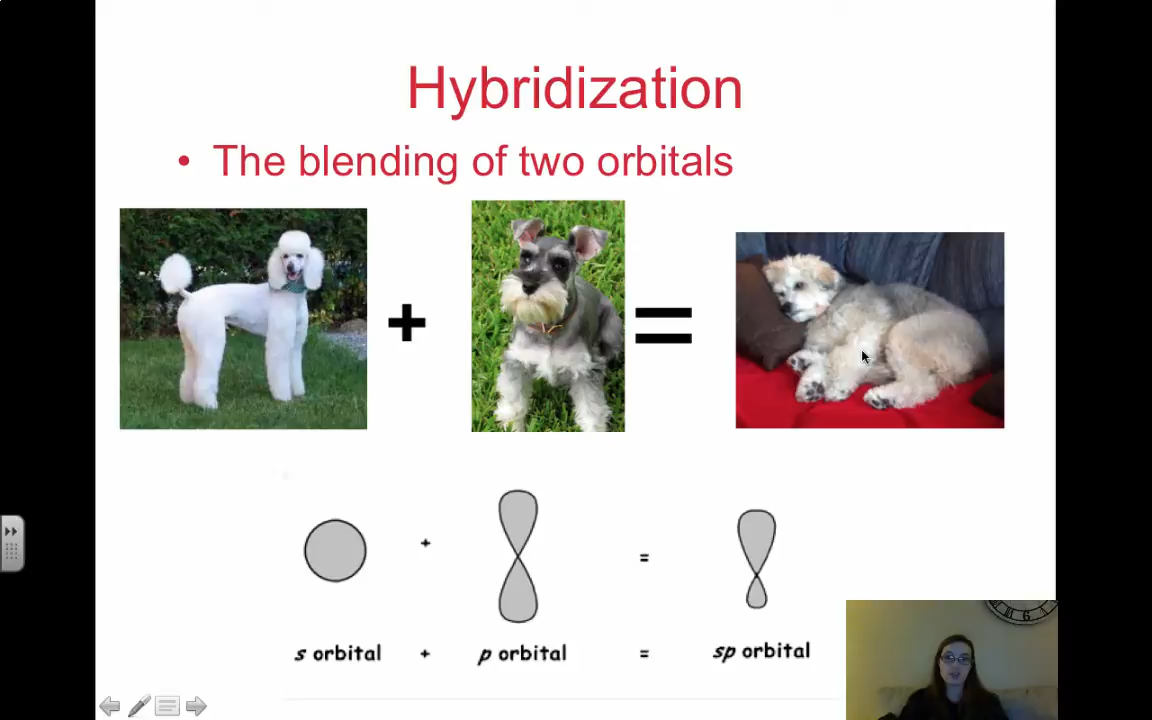 Hybridization
• The blending of two orbitals
+ =
+ =
s orbital + p orbital = sp orbital